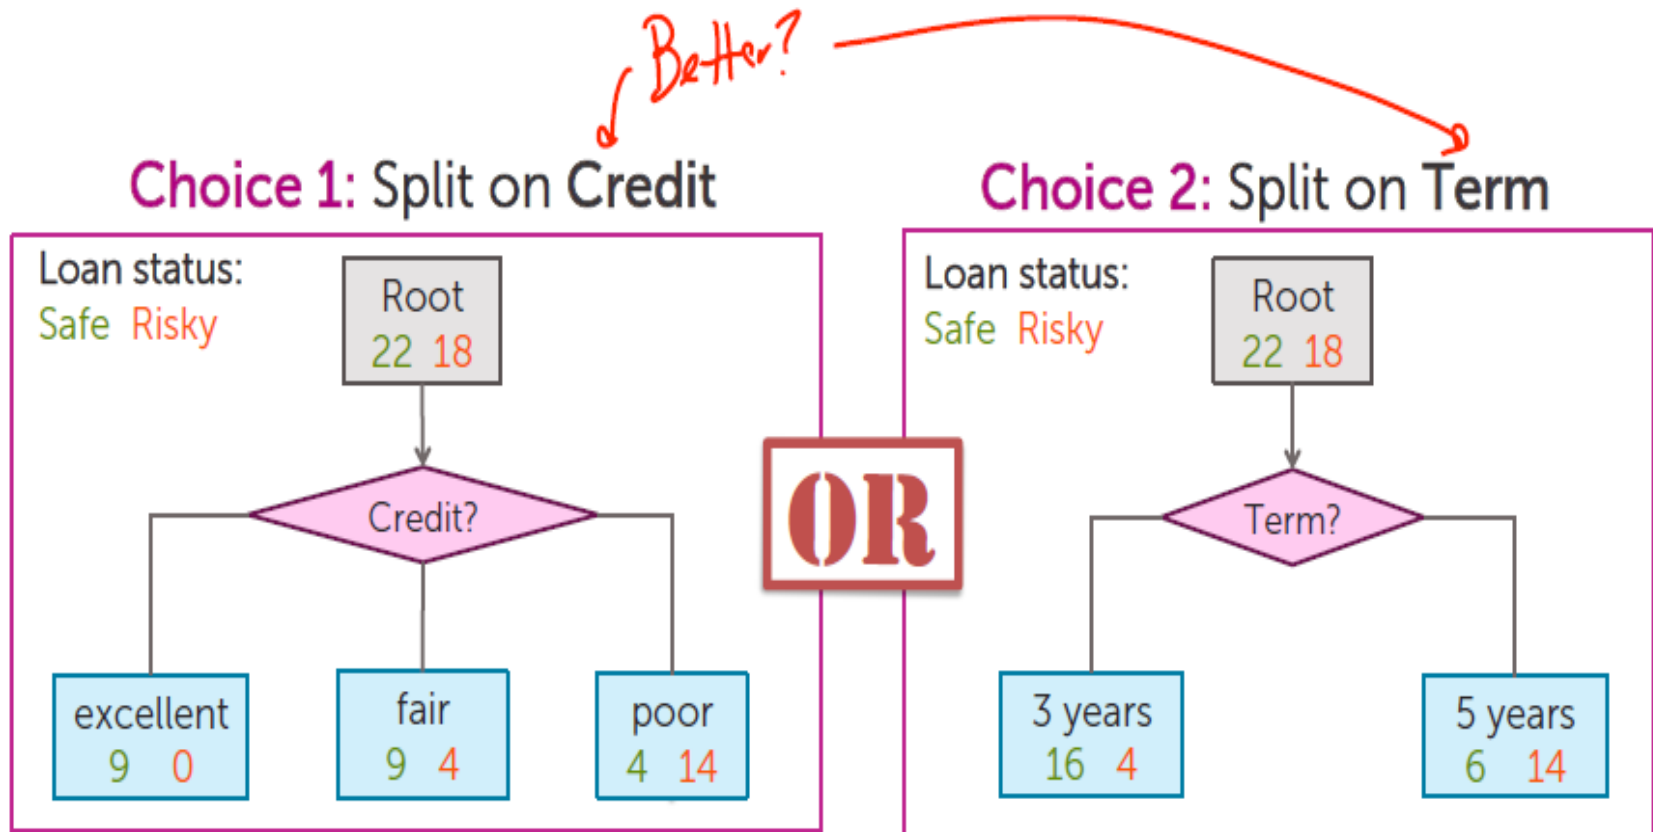 Better?
Choice 1: Split on Credit
Loan status:
Safe Risky
Root
22 18
Credit?
excellent
9 0
fair
9 4
poor
4 14
OR
Choice 2: Split on Term
Loan status:
Safe Risky
Root
22 18
Term?
3 years
16 4
5 years
6 14